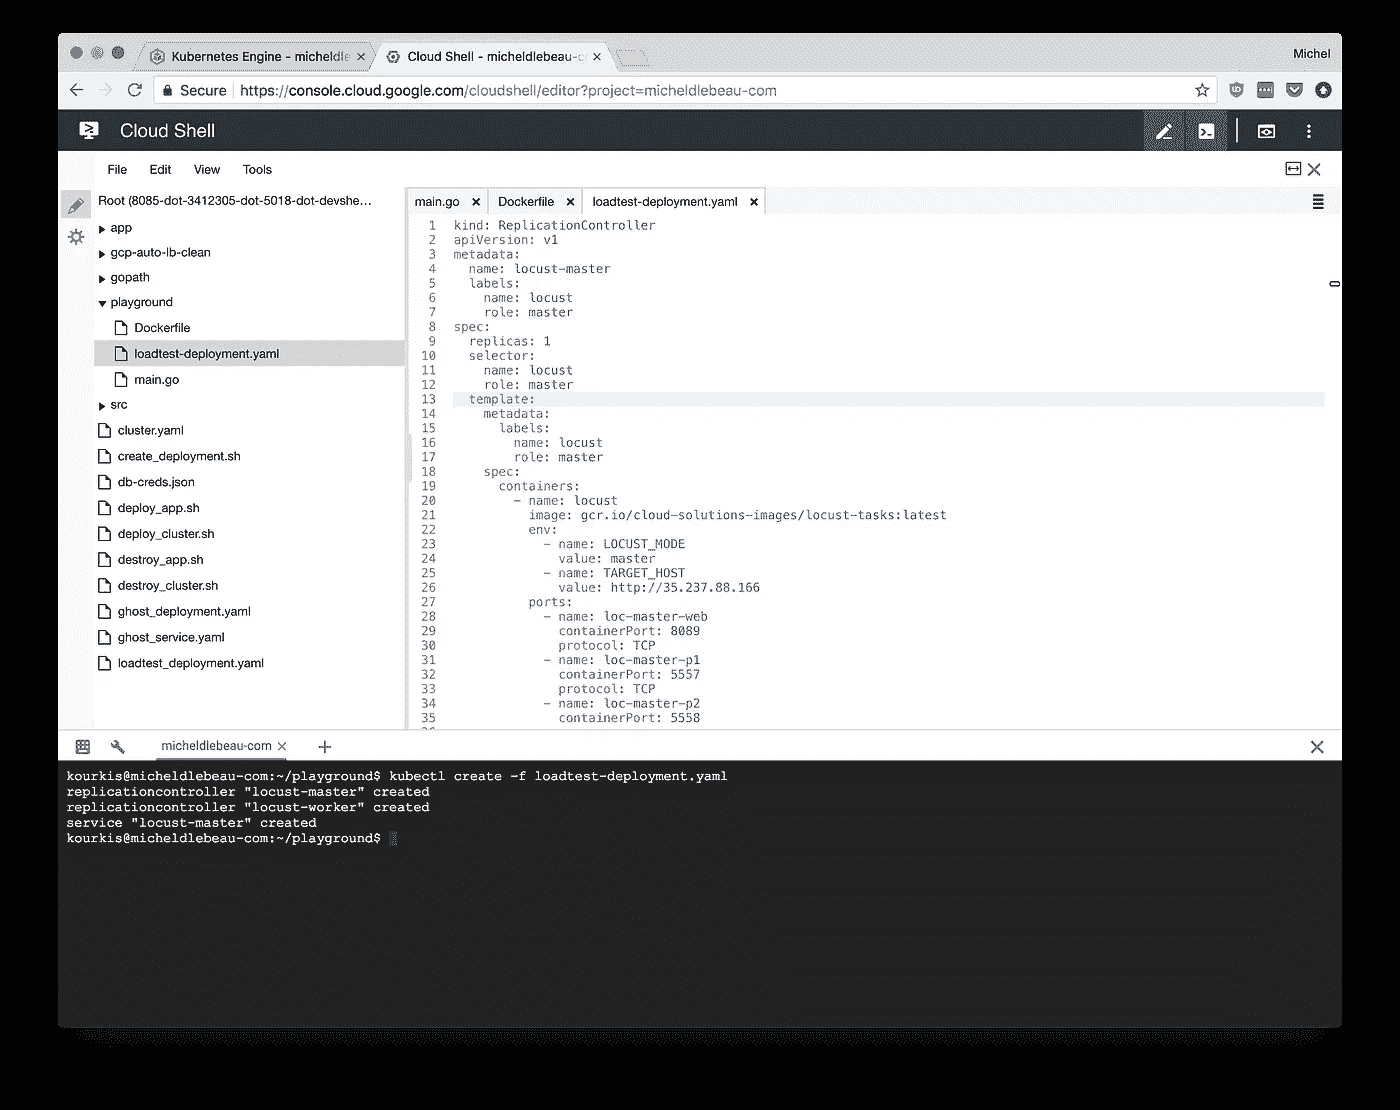 Kubernetes Engine - micheldle
Cloud Shell - micheldlebeau-c
Michel
Secure https://console.cloud.google.com/cloudshell/editor?project=micheldlebeau-com
Cloud Shell
File Edit View Tools
Root (8085-dot-3412305-dot-5018-dot-devshe...
app
gcp-auto-lb-clean
gopath
playground
Dockerfile
loadtest-deployment.yaml
main.go
src
cluster.yaml
create_deployment.sh
db-creds.json
deploy_app.sh
deploy_cluster.sh
destroy_app.sh
destroy_cluster.sh
ghost_deployment.yaml
ghost_service.yaml
loadtest_deployment.yaml
main.go Dockerfile loadtest-deployment.yaml
1 kind: ReplicationController
2 apiVersion: v1
3 metadata:
4 name: locust-master
5 labels:
6 name: locust
7 role: master
8 spec:
9 replicas: 1
10 selector:
11 name: locust
12 role: master
13 template:
14 metadata:
15 labels:
16 name: locust
17 role: master
18 spec:
19 containers:
20 - name: locust
21 image: gcr.io/cloud-solutions-images/locust-tasks:latest
22 env:
23 - name: LOCUST_MODE
24 value: master
25 - name: TARGET_HOST
26 value: http://35.237.88.166
27 ports:
28 - name: loc-master-web
29 containerPort: 8089
30 protocol: TCP
31 - name: loc-master-p1
32 containerPort: 5557
33 protocol: TCP
34 - name: loc-master-p2
35 containerPort: 5558
micheldlebeau-com
kourkis@micheldlebeau-com:~/playground$ kubectl create -f loadtest-deployment.yaml
replicationcontroller "locust-master" created
replicationcontroller "locust-worker" created
service "locust-master" created
kourkis@micheldlebeau-com:~/playground$